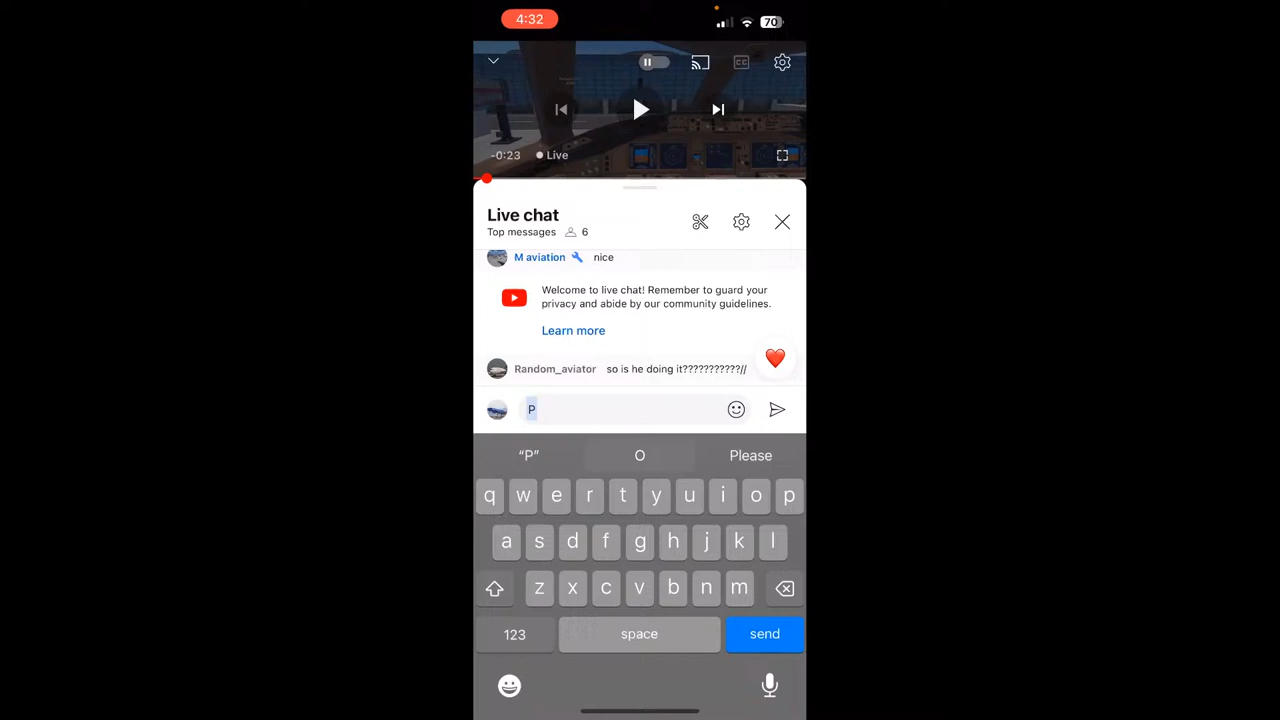 4:32
70
CC
-0:23 Live
Live chat
Top messages 6
M aviation nice
Welcome to live chat! Remember to guard your
privacy and abide by our community guidelines.
Learn more
Random_aviator so is he doing it???????????//
P
“P” O Please
q w e r t y u i o p
a s d f g h j k l
z x c v b n m
123 space send